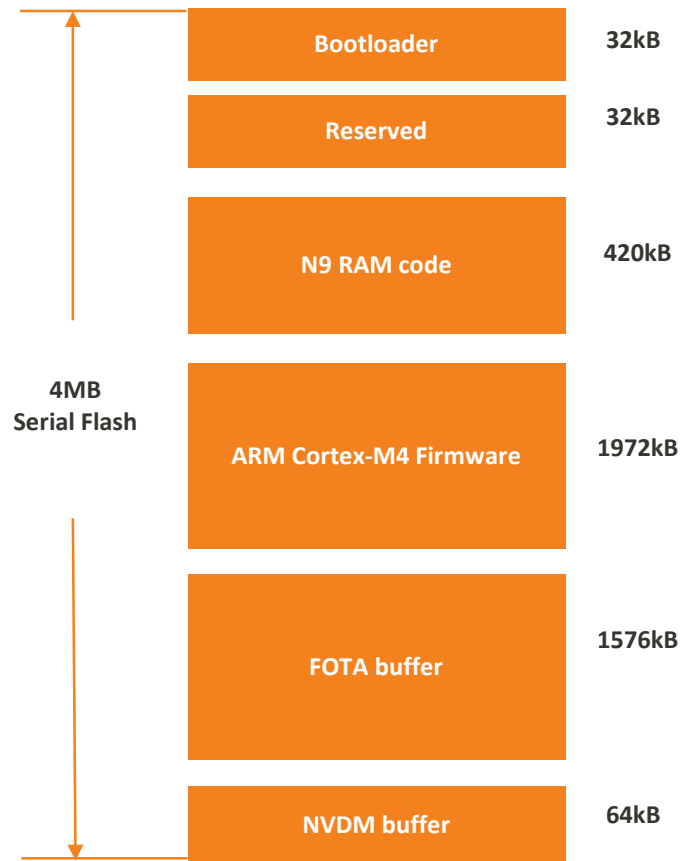 Bootloader
32kB
Reserved
32kB
N9 RAM code
420kB
4MB
Serial Flash
ARM Cortex-M4 Firmware
1972kB
FOTA buffer
1576kB
NVDM buffer
64kB